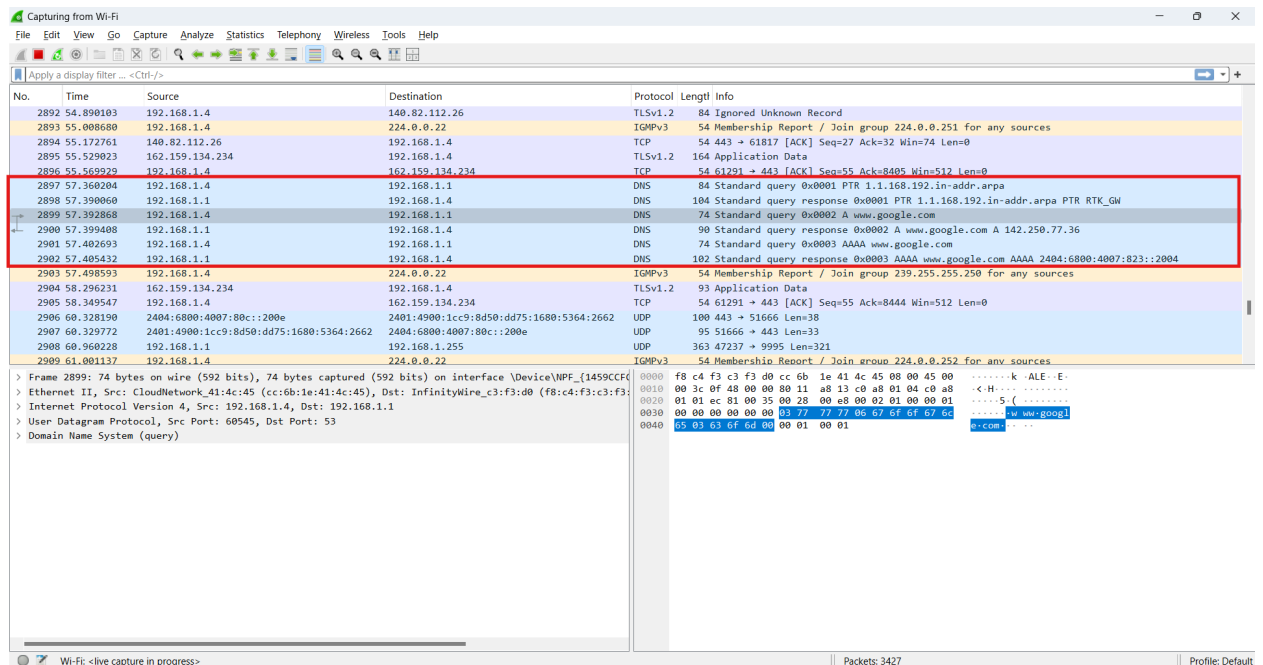 Capturing from Wi-Fi
File Edit View Go Capture Analyze Statistics Telephony Wireless Tools Help
Apply a display filter ... <Ctrl-/>
No. Time Source Destination Protocol Lengtl Info
2892 54.890103 192.168.1.4 140.82.112.26 TLSv1.2 84 Ignored Unknown Record
2893 55.008680 192.168.1.4 224.0.0.22 IGMPv3 54 Membership Report / Join group 224.0.0.251 for any sources
2894 55.172761 140.82.112.26 192.168.1.4 TCP 54 443 → 61817 [ACK] Seq=27 Ack=32 Win=74 Len=0
2895 55.529023 162.159.134.234 192.168.1.4 TLSv1.2 164 Application Data
2896 55.569929 192.168.1.4 162.159.134.234 TCP 54 61291 → 443 [ACK] Seq=55 Ack=8405 Win=512 Len=0
2897 57.360204 192.168.1.4 192.168.1.1 DNS 84 Standard query 0x0001 PTR 1.1.168.192.in-addr.arpa
2898 57.390060 192.168.1.1 192.168.1.4 DNS 104 Standard query response 0x0001 PTR 1.1.168.192.in-addr.arpa PTR RTK_GW
2899 57.392868 192.168.1.4 192.168.1.1 DNS 74 Standard query 0x0002 A www.google.com
2900 57.399408 192.168.1.1 192.168.1.4 DNS 90 Standard query response 0x0002 A www.google.com A 142.250.77.36
2901 57.402693 192.168.1.4 192.168.1.1 DNS 74 Standard query 0x0003 AAAA www.google.com
2902 57.405432 192.168.1.1 192.168.1.4 DNS 102 Standard query response 0x0003 AAAA www.google.com AAAA 2404:6800:4007:823::2004
2903 57.498593 192.168.1.4 224.0.0.22 IGMPv3 54 Membership Report / Join group 239.255.255.250 for any sources
2904 58.296231 162.159.134.234 192.168.1.4 TLSv1.2 93 Application Data
2905 58.349547 192.168.1.4 162.159.134.234 TCP 54 61291 → 443 [ACK] Seq=55 Ack=8444 Win=512 Len=0
2906 60.328190 2404:6800:4007:80c::200e 2401:4900:1cc9:8d50:dd75:1680:5364:2662 UDP 100 443 → 51666 Len=38
2907 60.329772 2401:4900:1cc9:8d50:dd75:1680:5364:2662 2404:6800:4007:80c::200e UDP 95 51666 → 443 Len=33
2908 60.960228 192.168.1.1 192.168.1.255 UDP 363 47237 → 9995 Len=321
2909 61.001137 192.168.1.4 224.0.0.22 IGMPv3 54 Membership Report / Join group 224.0.0.252 for any sources
> Frame 2899: 74 bytes on wire (592 bits), 74 bytes captured (592 bits) on interface \Device\NPF_{1459CCF
> Ethernet II, Src: CloudNetwork_41:4c:45 (cc:6b:1e:41:4c:45), Dst: InfinityWire_c3:f3:d0 (f8:c4:f3:c3:f3:
> Internet Protocol Version 4, Src: 192.168.1.4, Dst: 192.168.1.1
> User Datagram Protocol, Src Port: 60545, Dst Port: 53
> Domain Name System (query)
0000 f8 c4 f3 c3 f3 d0 cc 6b 1e 41 4c 45 08 00 45 00 ·······k ·ALE··E·
0010 00 3c 0f 48 00 00 80 11 a8 13 c0 a8 01 04 c0 a8 ·<·H···· ········
0020 01 01 ec 81 00 35 00 28 00 e8 00 02 01 00 00 01 ·····5·( ········
0030 00 00 00 00 00 00 03 77 77 77 06 67 6f 6f 67 6c ·······w ww·googl
0040 65 03 63 6f 6d 00 00 01 00 01 e·com··· ··
Wi-Fi: <live capture in progress> Packets: 3427 Profile: Default